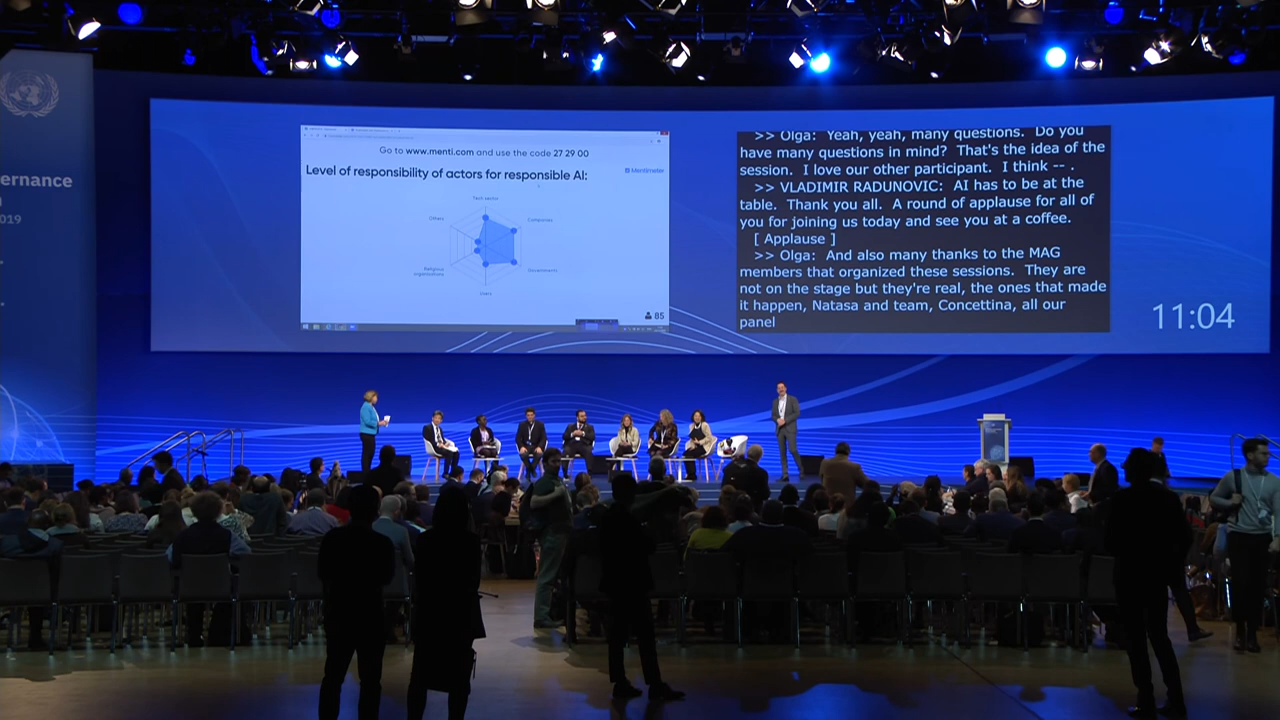 ernance
2019
Go to www.menti.com and use the code 27 29 00
Level of responsibility of actors for responsible AI:
Mentimeter
Tech sector
Others
Companies
Religious
organizations
Governments
Users
85
>> Olga: Yeah, yeah, many questions. Do you
have many questions in mind? That's the idea of the
session. I love our other participant. I think -- .
>> VLADIMIR RADUNOVIC: AI has to be at the
table. Thank you all. A round of applause for all of
you for joining us today and see you at a coffee.
[ Applause ]
>> Olga: And also many thanks to the MAG
members that organized these sessions. They are
not on the stage but they're real, the ones that made
it happen, Natasa and team, Concettina, all our
panel
11:04